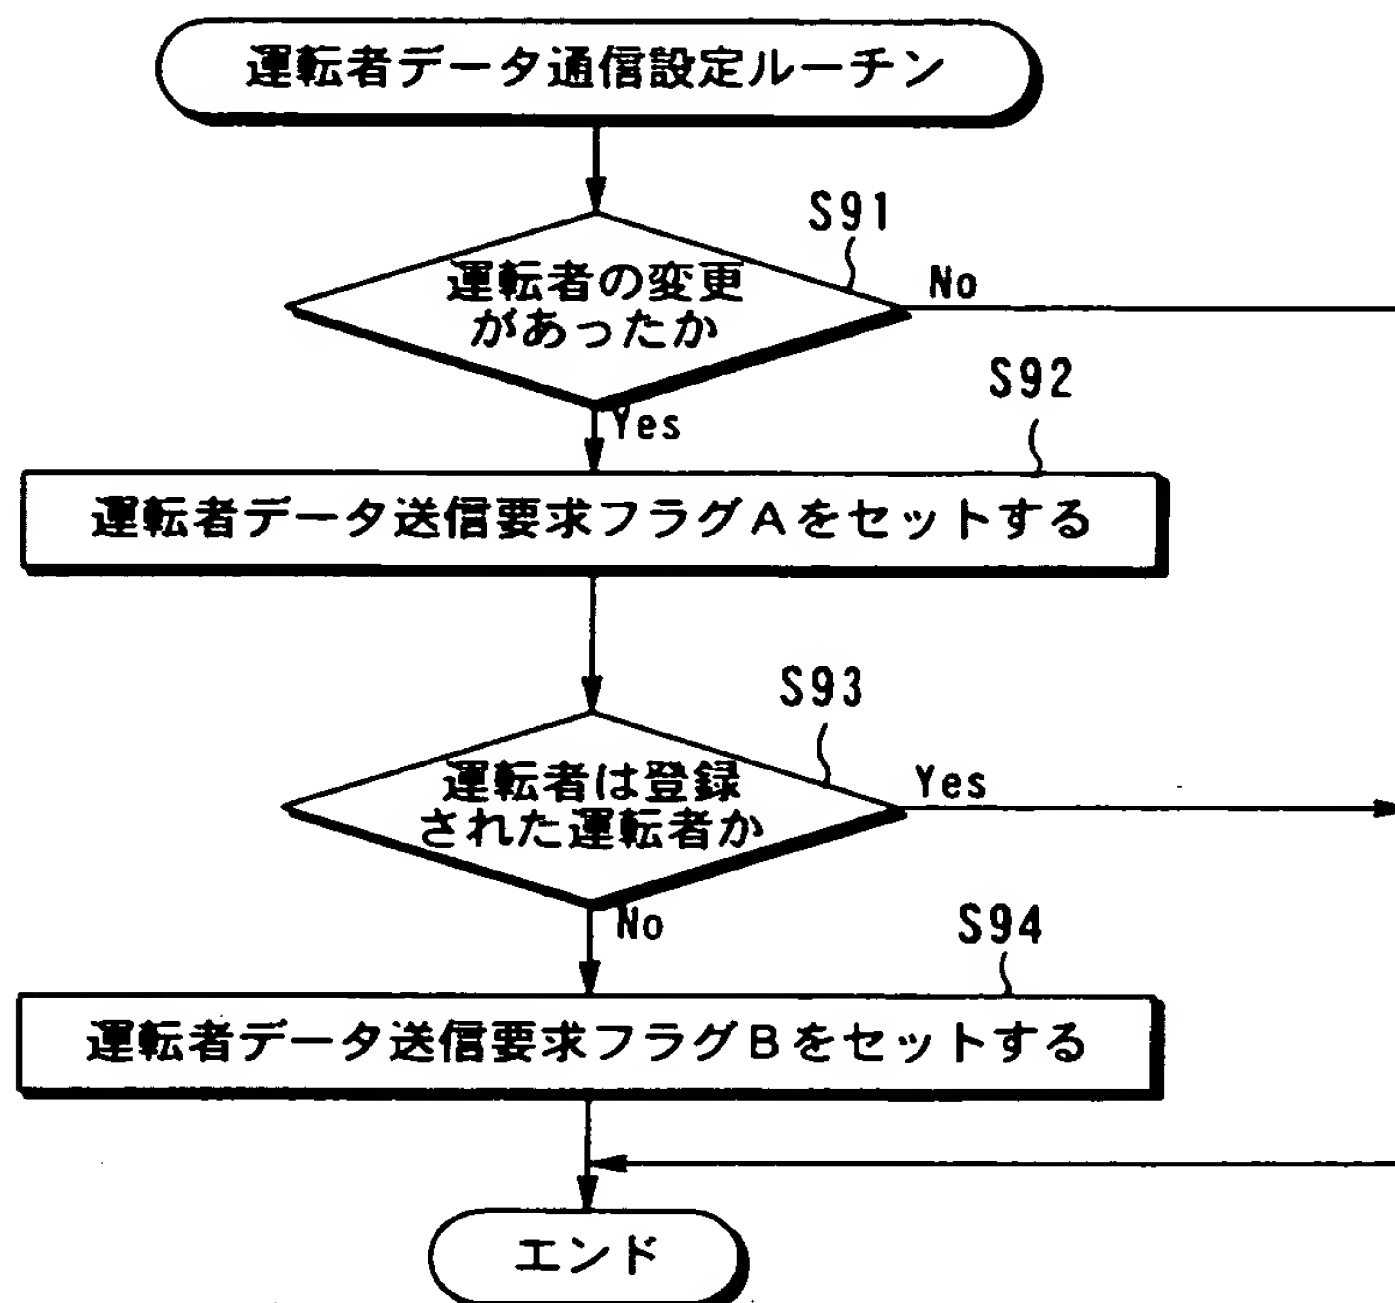 運転者データ通信設定ルーチン
S91
運転者の変更
があったか
No
Yes
S92
運転者データ送信要求フラグAをセットする
S93
運転者は登録
された運転者か
Yes
No
S94
運転者データ送信要求フラグBをセットする
エンド